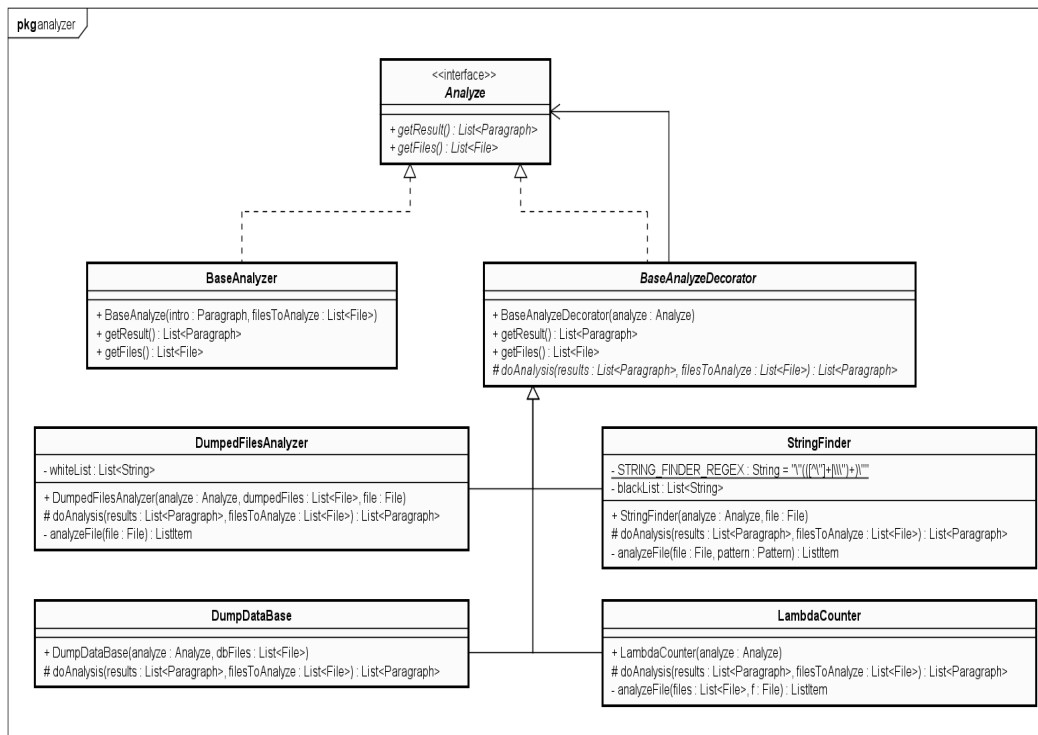 pkg analyzer
<<interface>>
Analyze
+ getResult() : List<Paragraph>
+ getFiles() : List<File>
BaseAnalyzer
+ BaseAnalyze(intro : Paragraph, filesToAnalyze : List<File>)
+ getResult() : List<Paragraph>
+ getFiles() : List<File>
BaseAnalyzeDecorator
+ BaseAnalyzeDecorator(analyze : Analyze)
+ getResult() : List<Paragraph>
+ getFiles() : List<File>
# doAnalysis(results : List<Paragraph>, filesToAnalyze : List<File>) : List<Paragraph>
DumpedFilesAnalyzer
- whiteList : List<String>
+ DumpedFilesAnalyzer(analyze : Analyze, dumpedFiles : List<File>, file : File)
# doAnalysis(results : List<Paragraph>, filesToAnalyze : List<File>) : List<Paragraph>
- analyzeFile(file : File) : ListItem
StringFinder
- STRING_FINDER_REGEX : String = "\"(([^\"]+|\\\")+)\""
- blackList : List<String>
+ StringFinder(analyze : Analyze, file : File)
# doAnalysis(results : List<Paragraph>, filesToAnalyze : List<File>) : List<Paragraph>
- analyzeFile(file : File, pattern : Pattern) : ListItem
DumpDataBase
+ DumpDataBase(analyze : Analyze, dbFiles : List<File>)
# doAnalysis(results : List<Paragraph>, filesToAnalyze : List<File>) : List<Paragraph>
LambdaCounter
+ LambdaCounter(analyze : Analyze)
# doAnalysis(results : List<Paragraph>, filesToAnalyze : List<File>) : List<Paragraph>
- analyzeFile(files : List<File>, f : File) : ListItem